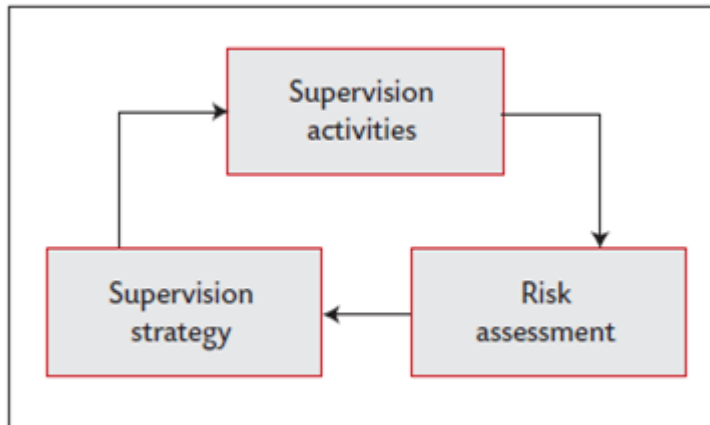 Supervision
activities
Supervision
strategy
Risk
assessment